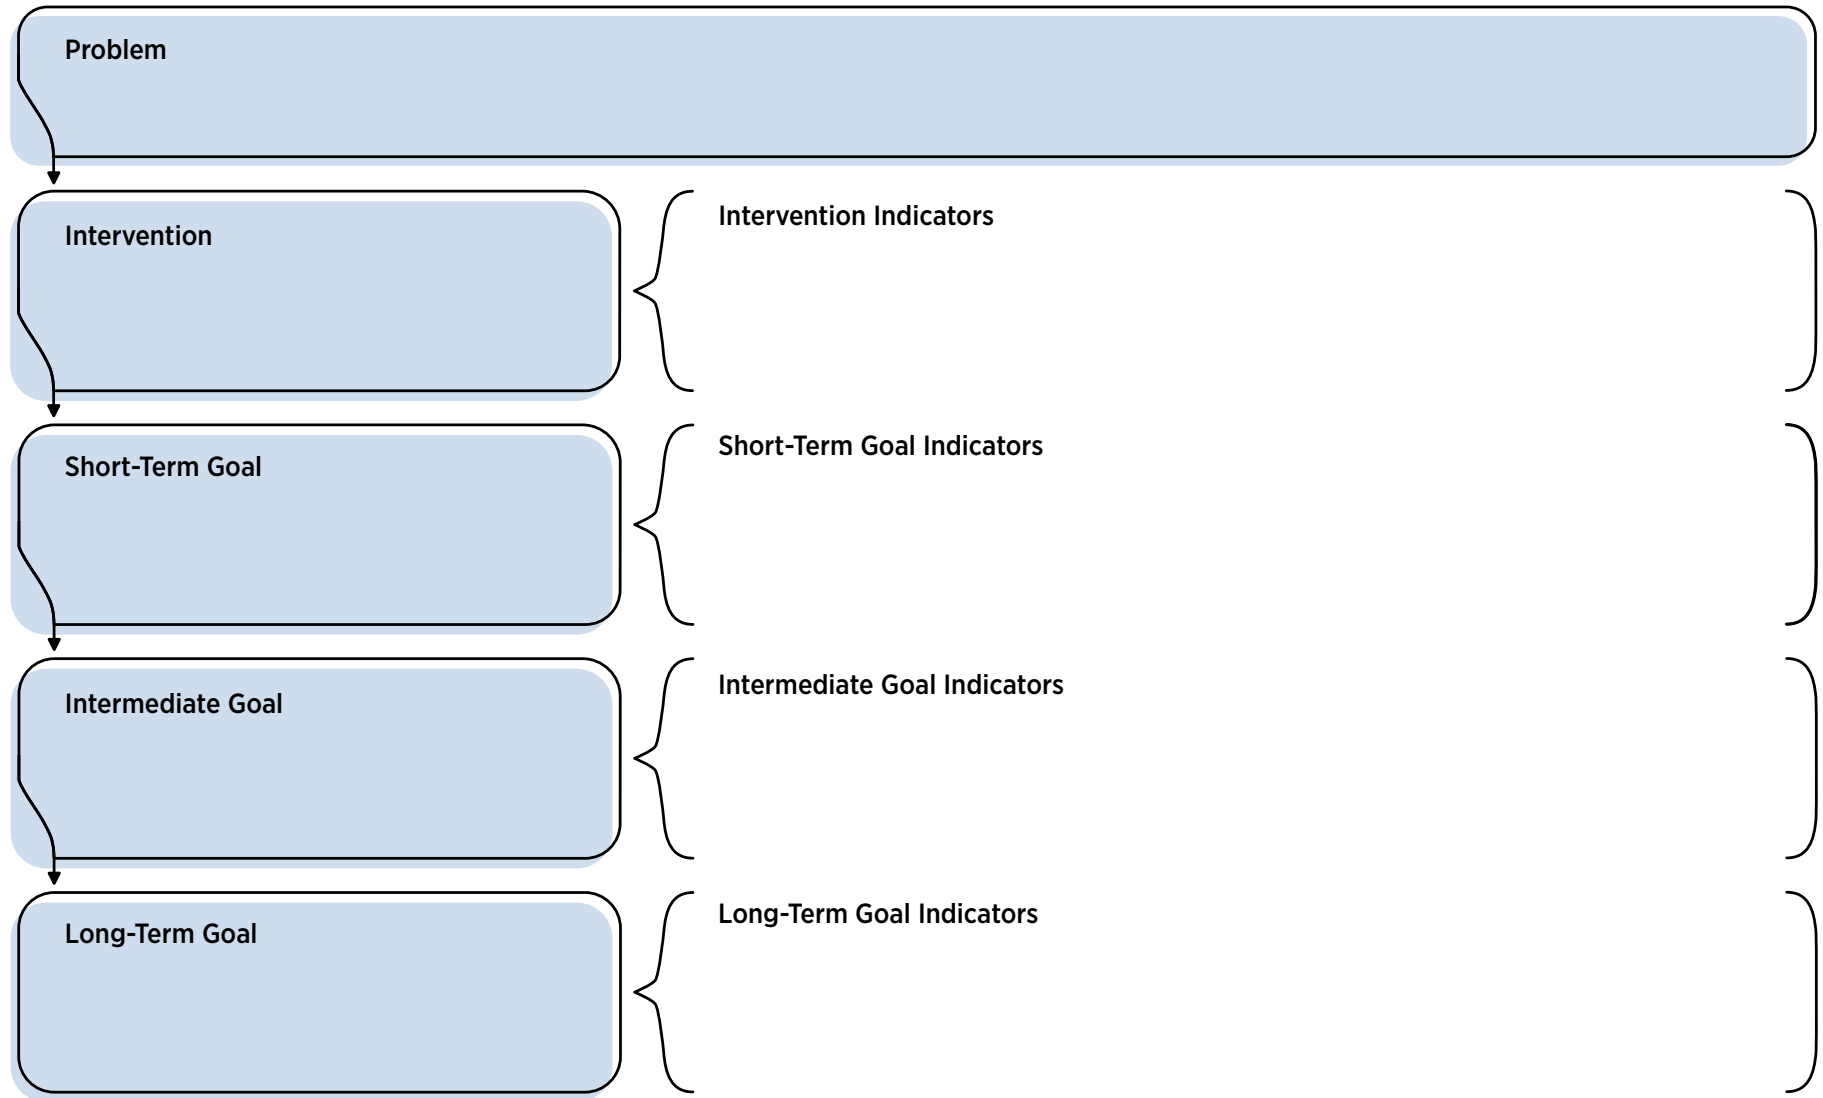 Problem
Intervention
Intervention Indicators
Short-Term Goal
Short-Term Goal Indicators
Intermediate Goal
Intermediate Goal Indicators
Long-Term Goal
Long-Term Goal Indicators